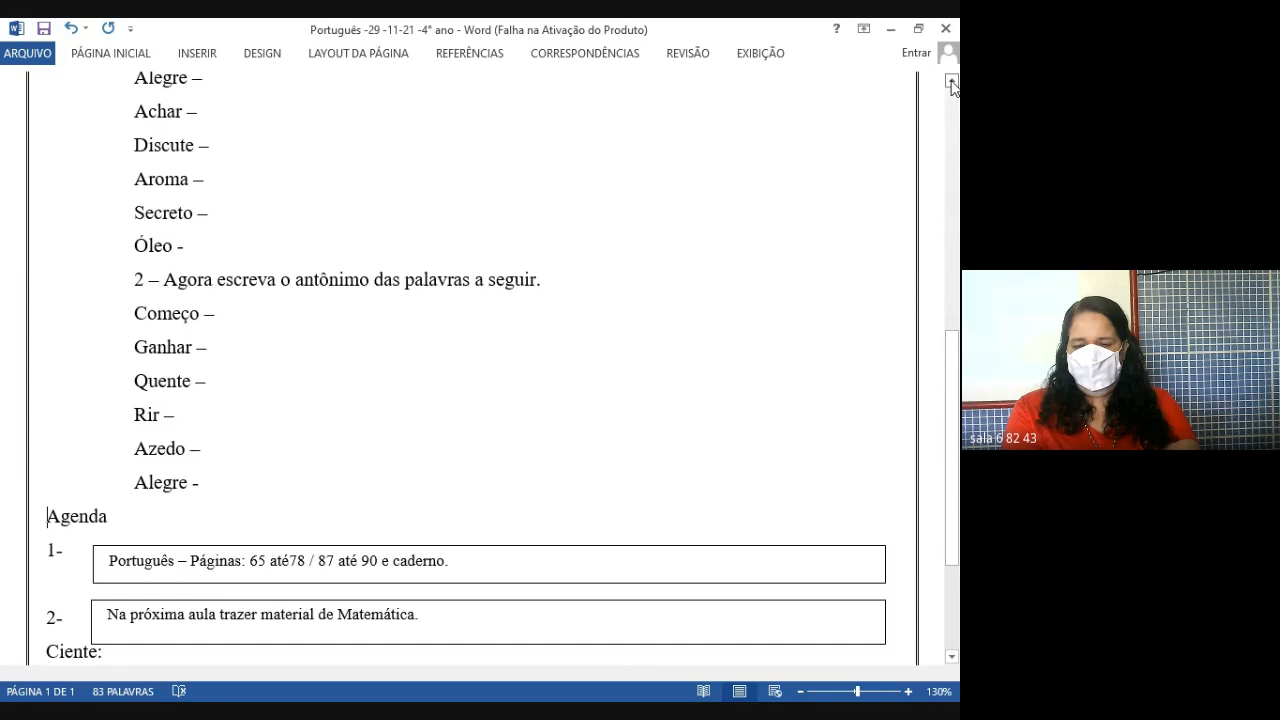 Português -29 -11-21 -4° ano - Word (Falha na Ativação do Produto)
ARQUIVO PÁGINA INICIAL INSERIR DESIGN LAYOUT DA PÁGINA REFERÊNCIAS CORRESPONDÊNCIAS REVISÃO EXIBIÇÃO Entrar
Alegre –
Achar –
Discute –
Aroma –
Secreto –
Óleo -
2 – Agora escreva o antônimo das palavras a seguir.
Começo –
Ganhar –
Quente –
Rir –
Azedo –
Alegre -
Agenda
1- Português – Páginas: 65 até78 / 87 até 90 e caderno.
2- Na próxima aula trazer material de Matemática.
Ciente:
PÁGINA 1 DE 1 83 PALAVRAS 130%
sala 6 82 43